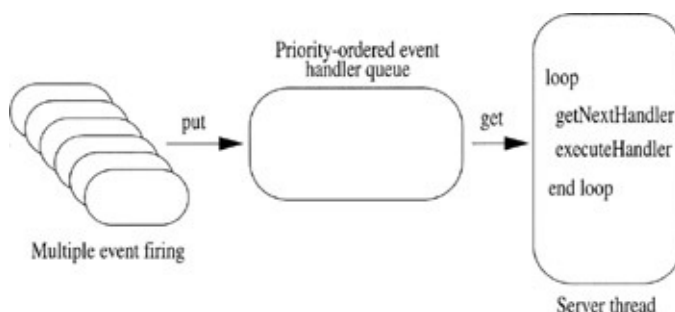 Priority-ordered event
handler queue
put
get
loop
getNextHandler
executeHandler
end loop
Multiple event firing
Server thread